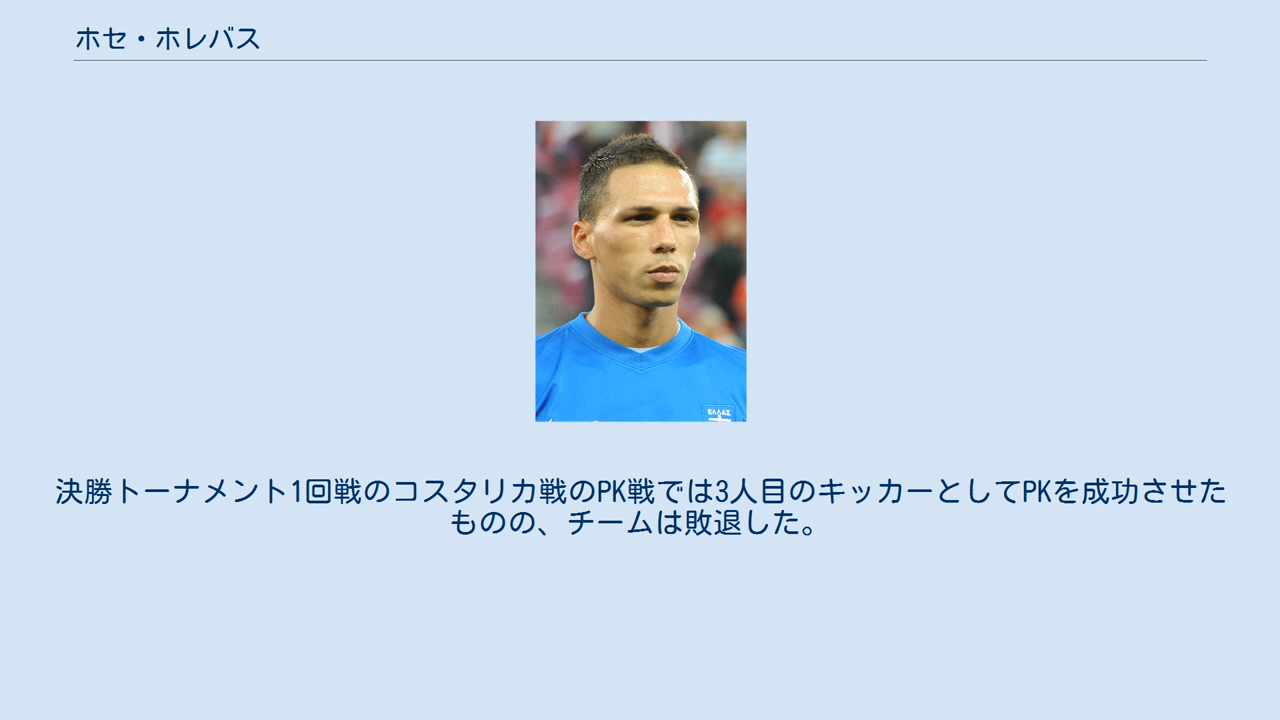 ホセ・ホレバス
ΕΛΛΑΣ
決勝トーナメント1回戦のコスタリカ戦のPK戦では3人目のキッカーとしてPKを成功させた
ものの、チームは敗退した。